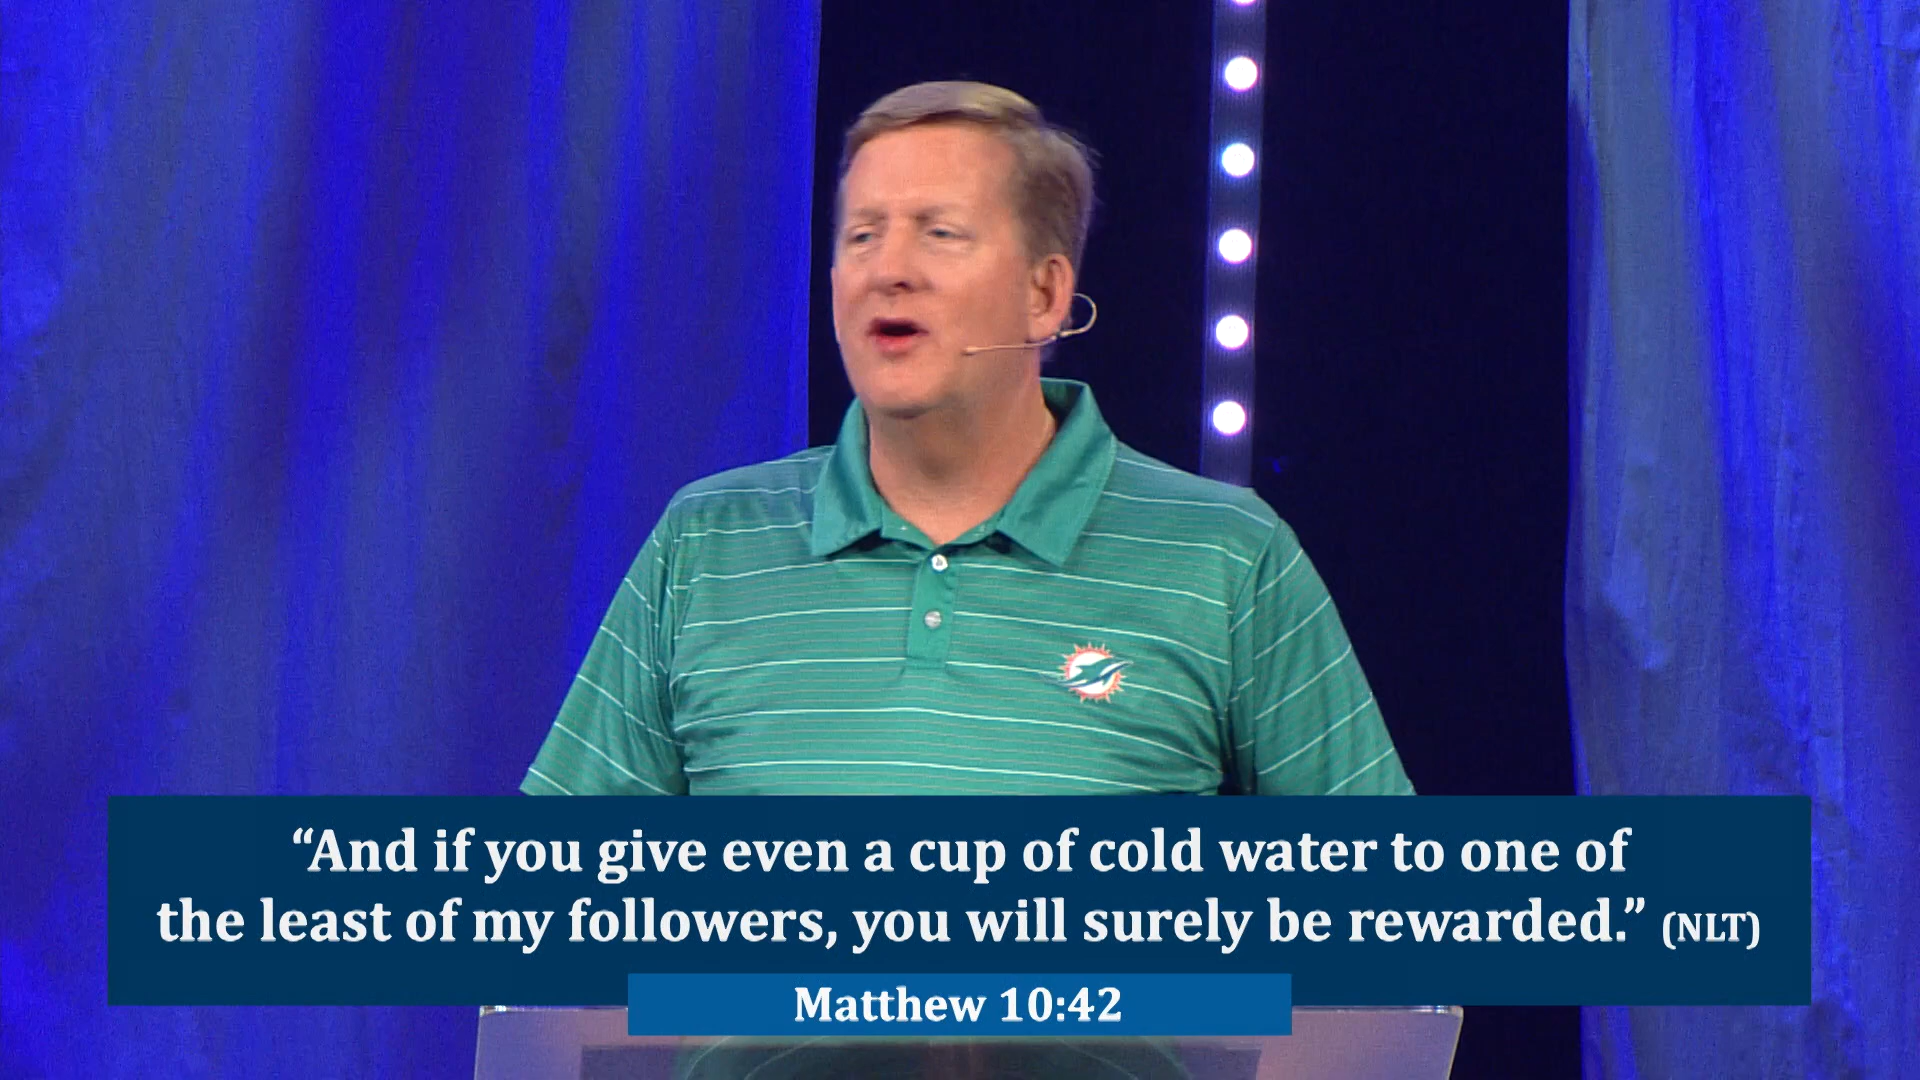 “And if you give even a cup of cold water to one of
the least of my followers, you will surely be rewarded.” (NLT)
Matthew 10:42